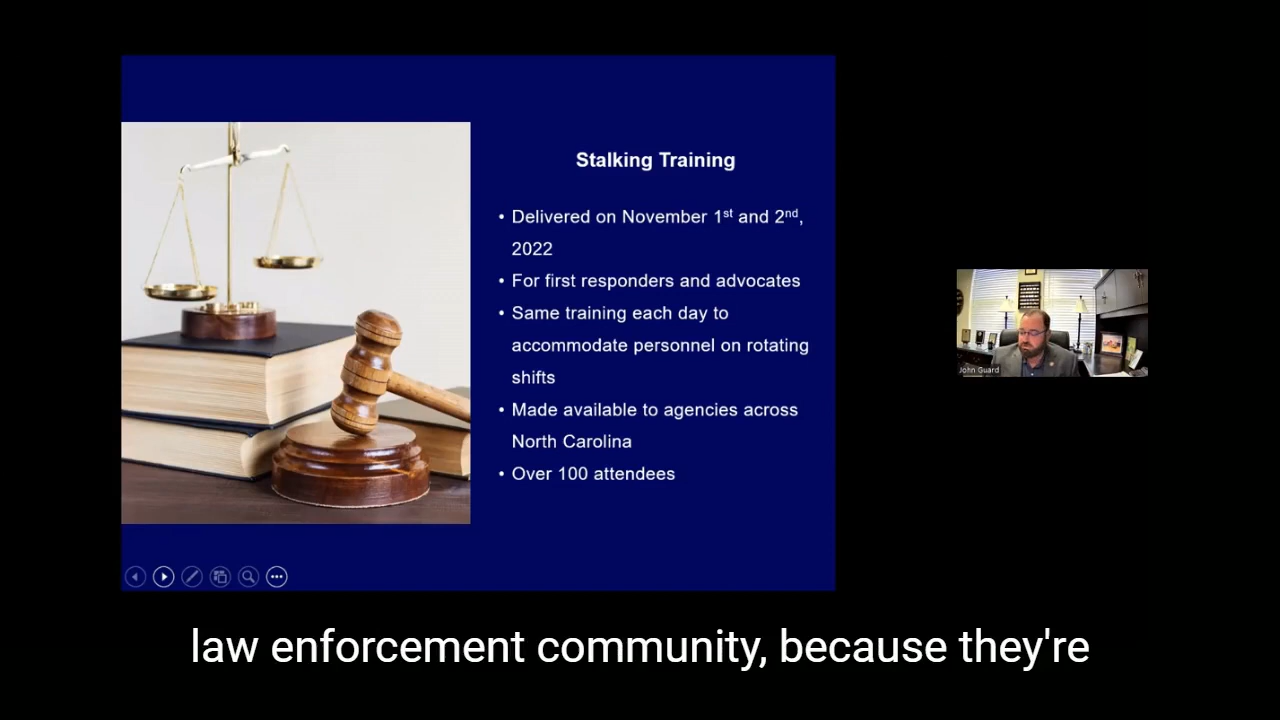 Stalking Training
• Delivered on November 1st and 2nd,
2022
• For first responders and advocates
• Same training each day to
accommodate personnel on rotating
shifts
• Made available to agencies across
North Carolina
• Over 100 attendees
John Guard
law enforcement community, because they're